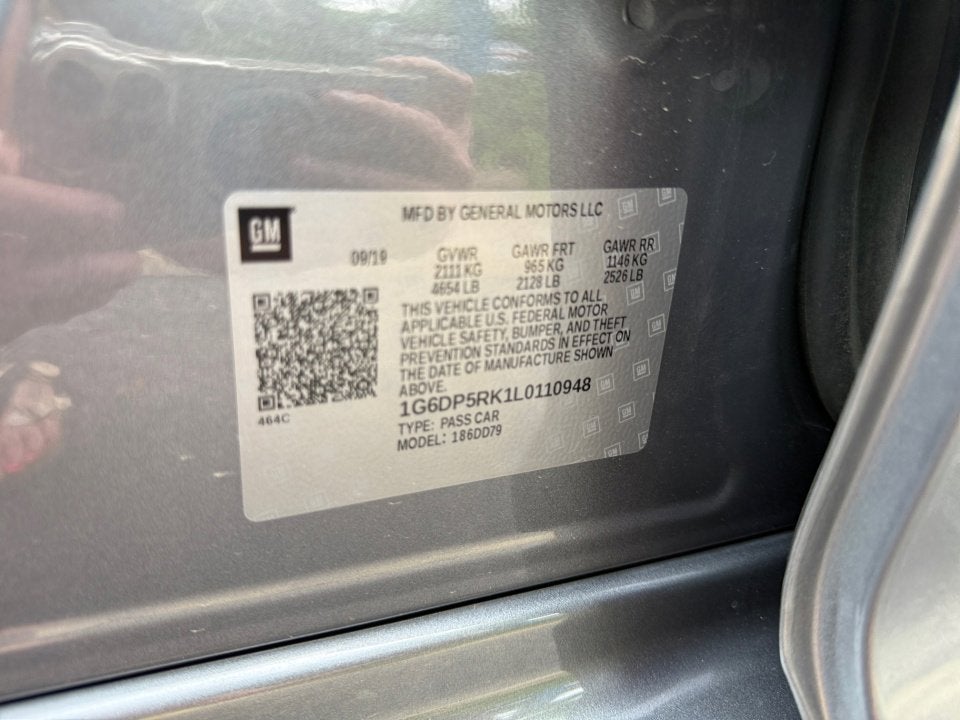 GM
MFD BY GENERAL MOTORS LLC
09/19 GVWR GAWR FRT GAWR RR
2111 KG 965 KG 1146 KG
4654 LB 2128 LB 2526 LB
THIS VEHICLE CONFORMS TO ALL
APPLICABLE U.S. FEDERAL MOTOR
VEHICLE SAFETY, BUMPER, AND THEFT
PREVENTION STANDARDS IN EFFECT ON
THE DATE OF MANUFACTURE SHOWN
ABOVE.
1G6DP5RK1L0110948
464C
TYPE: PASS CAR
MODEL: 186DD79